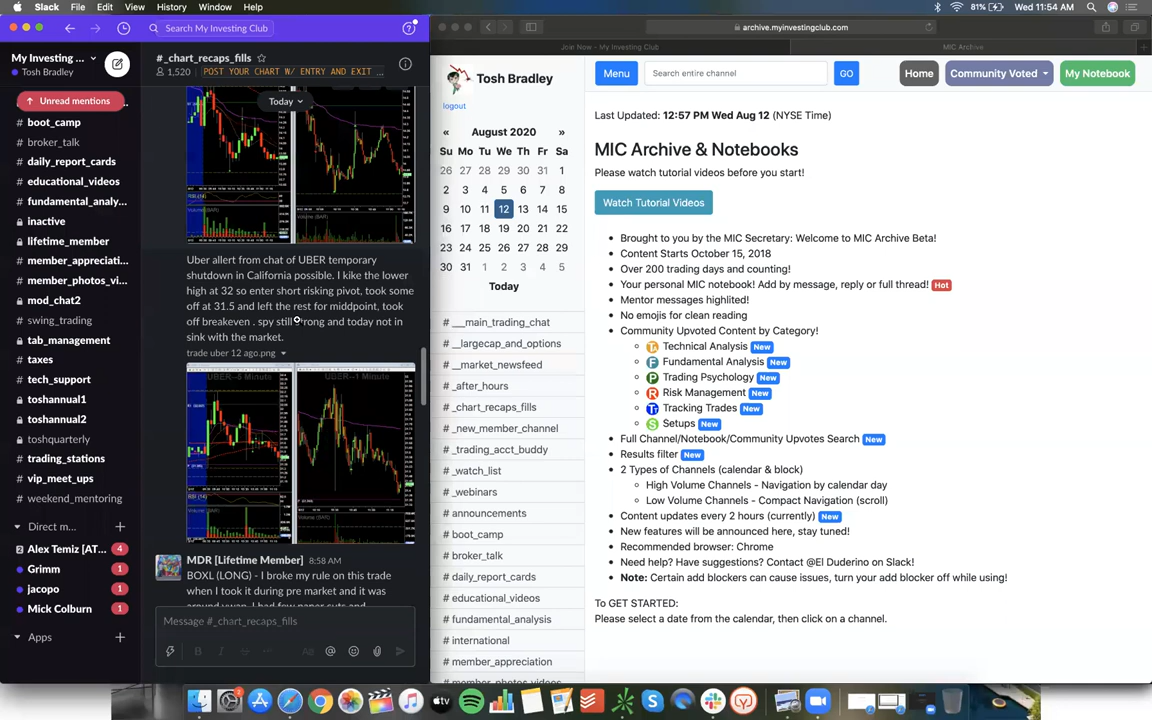 Slack File Edit View History Window Help
81% Wed 11:54 AM
Search My Investing Club
archive.myinvestingclub.com
Join Now - My Investing Club
MIC Archive
My Investing ...
Tosh Bradley
Unread mentions
# boot_camp
# broker_talk
# daily_report_cards
# educational_videos
# fundamental_analy...
inactive
lifetime_member
# member_appreciati...
# member_photos_vi...
mod_chat2
# swing_trading
tab_management
# taxes
# tech_support
toshannual1
toshannual2
toshquarterly
# trading_stations
vip_meet_ups
weekend_mentoring
Direct m...
Alex Temiz [AT... 4
Grimm 1
jacopo 1
Mick Colburn 1
Apps
#_chart_recaps_fills
1,520 POST YOUR CHART W/ ENTRY AND EXIT ...
Today
Uber allert from chat of UBER temporary
shutdown in California possible. I kike the lower
high at 32 so enter short risking pivot, took some
off at 31.5 and left the rest for middpoint, took
off breakeven . spy still strong and today not in
sink with the market.
trade uber 12 ago.png
UBER--5 Minute
UBER--1 Minute
MDR [Lifetime Member] 8:58 AM
BOXL (LONG) - I broke my rule on this trade
when I took it during pre market and it was
Message #_chart_recaps_fills
Tosh Bradley
logout
« August 2020 »
Su Mo Tu We Th Fr Sa
26 27 28 29 30 31 1
2 3 4 5 6 7 8
9 10 11 12 13 14 15
16 17 18 19 20 21 22
23 24 25 26 27 28 29
30 31 1 2 3 4 5
Today
# ___main_trading_chat
# __largecap_and_options
# __market_newsfeed
# _after_hours
# _chart_recaps_fills
# _new_member_channel
# _trading_acct_buddy
# _watch_list
# _webinars
# announcements
# boot_camp
# broker_talk
# daily_report_cards
# educational_videos
# fundamental_analysis
# international
# member_appreciation
# member_photos_videos
Menu Search entire channel GO Home Community Voted My Notebook
Last Updated: 12:57 PM Wed Aug 12 (NYSE Time)
MIC Archive & Notebooks
Please watch tutorial videos before you start!
Watch Tutorial Videos
Brought to you by the MIC Secretary: Welcome to MIC Archive Beta!
Content Starts October 15, 2018
Over 200 trading days and counting!
Your personal MIC notebook! Add by message, reply or full thread! Hot
Mentor messages highlited!
No emojis for clean reading
Community Upvoted Content by Category!
Technical Analysis New
Fundamental Analysis New
Trading Psychology New
Risk Management New
Tracking Trades New
Setups New
Full Channel/Notebook/Community Upvotes Search New
Results filter New
2 Types of Channels (calendar & block)
High Volume Channels - Navigation by calendar day
Low Volume Channels - Compact Navigation (scroll)
Content updates every 2 hours (currently) New
New features will be announced here, stay tuned!
Recommended browser: Chrome
Need help? Have suggestions? Contact @El Duderino on Slack!
Note: Certain add blockers can cause issues, turn your add blocker off while using!
To GET STARTED:
Please select a date from the calendar, then click on a channel.